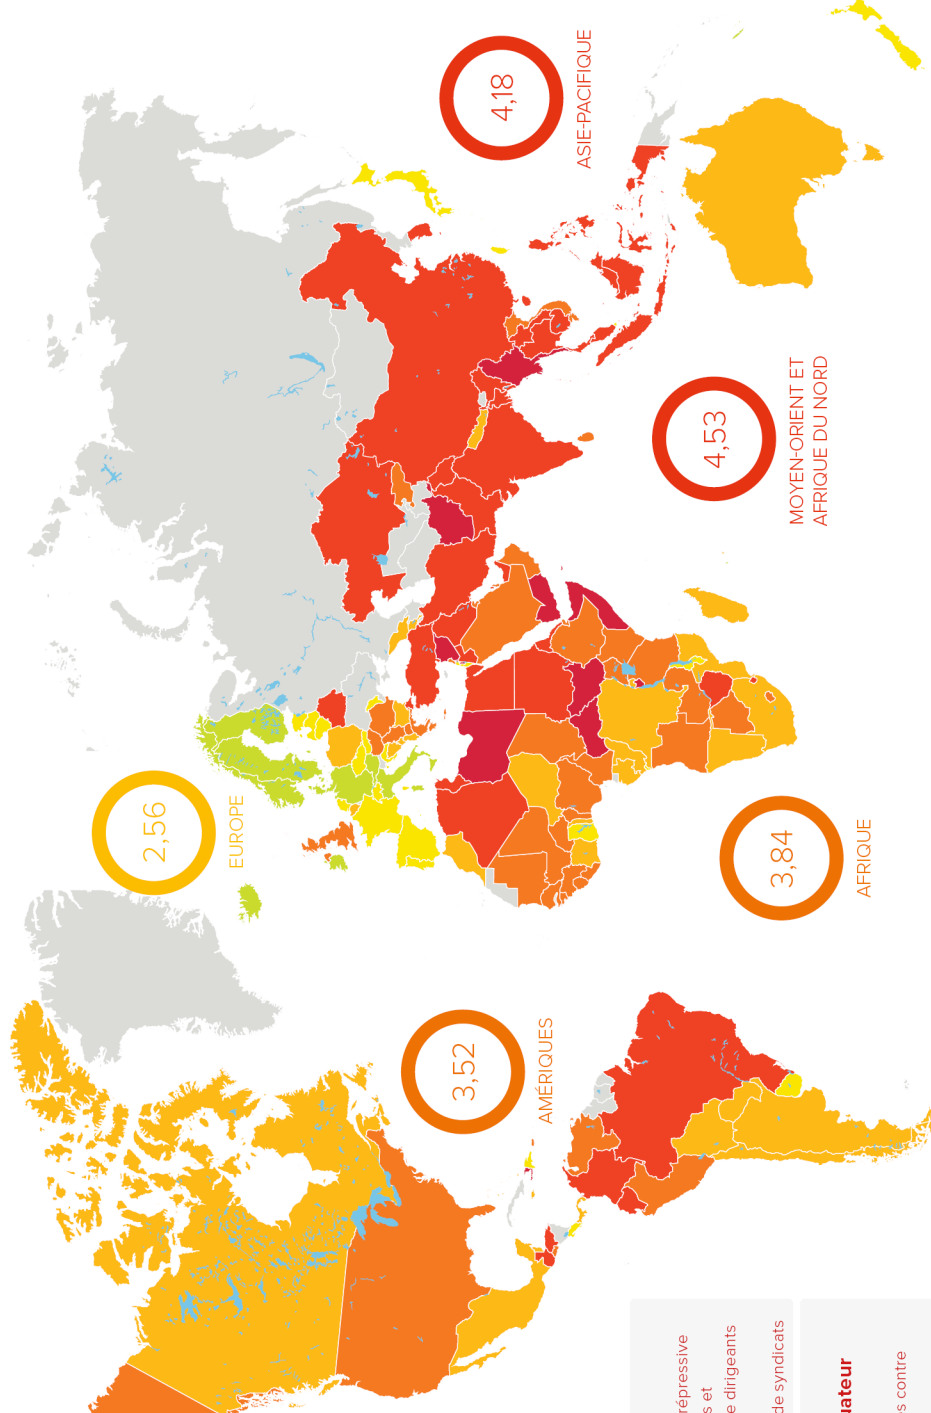 4,18
ASIE-PACIFIQUE
4,53
MOYEN-ORIENT ET
AFRIQUE DU NORD
2,56
EUROPE
3,84
AFRIQUE
3,52
AMÉRIQUES
répressive
s et
e dirigeants
de syndicats
uateur
s contre